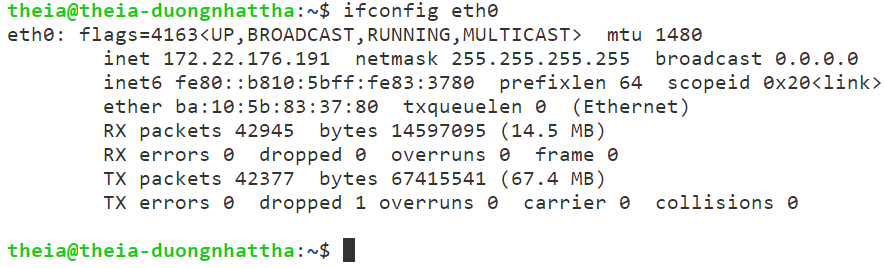 theia@theia-duongnhattha:~$ ifconfig eth0
eth0: flags=4163<UP,BROADCAST,RUNNING,MULTICAST>  mtu 1480
        inet 172.22.176.191  netmask 255.255.255.255  broadcast 0.0.0.0
        inet6 fe80::b810:5bff:fe83:3780  prefixlen 64  scopeid 0x20<link>
        ether ba:10:5b:83:37:80  txqueuelen 0  (Ethernet)
        RX packets 42945  bytes 14597095 (14.5 MB)
        RX errors 0  dropped 0  overruns 0  frame 0
        TX packets 42377  bytes 67415541 (67.4 MB)
        TX errors 0  dropped 1 overruns 0  carrier 0  collisions 0

theia@theia-duongnhattha:~$